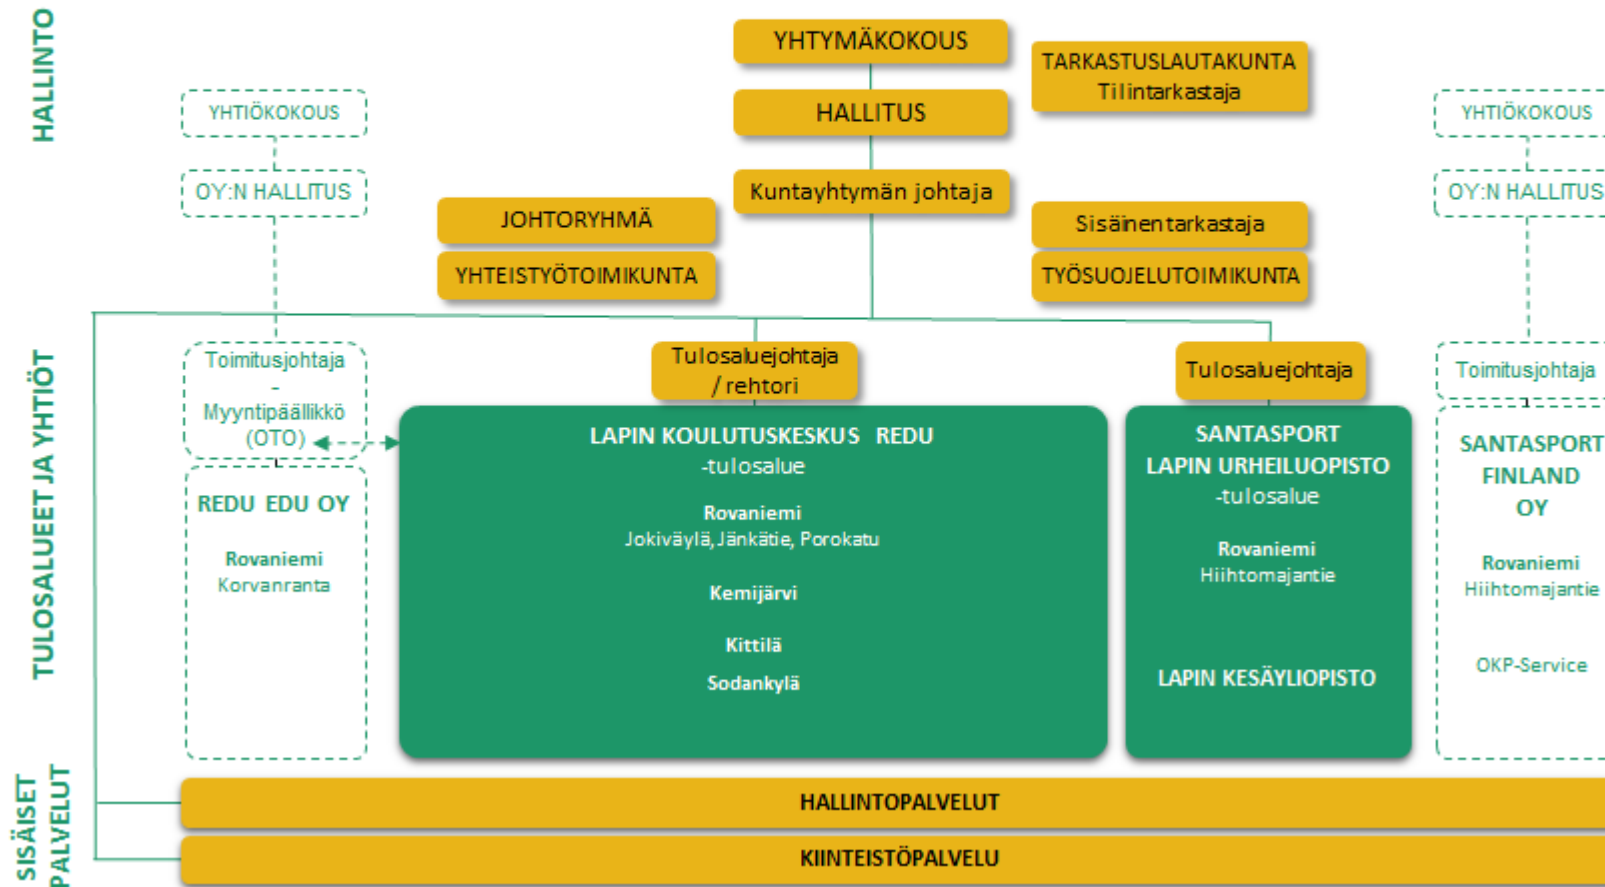 HALLINTO
YHTYMÄKOKOUS
TARKASTUSLAUTAKUNTA
Tilintarkastaja
YHTIÖKOKOUS
HALLITUS
YHTIÖKOKOUS
OY:N HALLITUS
Kuntayhtymän johtaja
OY:N HALLITUS
JOHTORYHMÄ
Sisäinen tarkastaja
YHTEISTYÖTOIMIKUNTA
TYÖSUOJELUTOIMIKUNTA
TULOSALUEET JA YHTIÖT
Toimitusjohtaja
-
Myyntipäällikkö
(OTO)
Tulosaluejohtaja
/ rehtori
Tulosaluejohtaja
Toimitusjohtaja
REDU EDU OY
Rovaniemi
Korvanranta
LAPIN KOULUTUSKESKUS REDU
-tulosalue
Rovaniemi
Jokiväylä, Jänkätie, Porokatu
Kemijärvi
Kittilä
Sodankylä
SANTASPORT
LAPIN URHEILUOPISTO
-tulosalue
Rovaniemi
Hiihtomajantie
LAPIN KESÄYLIOPISTO
SANTASPORT
FINLAND
OY
Rovaniemi
Hiihtomajantie
OKP-Service
SISÄISET
PALVELUT
HALLINTOPALVELUT
KIINTEISTÖPALVELU